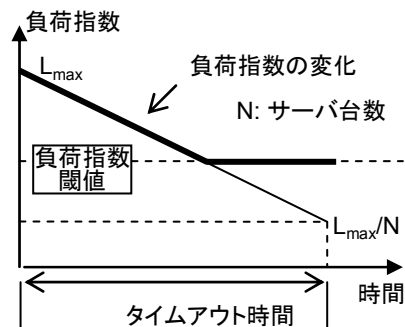 負荷指数
Lmax
負荷指数の変化
N: サーバ台数
負荷指数
閾値
Lmax/N
時間
タイムアウト時間